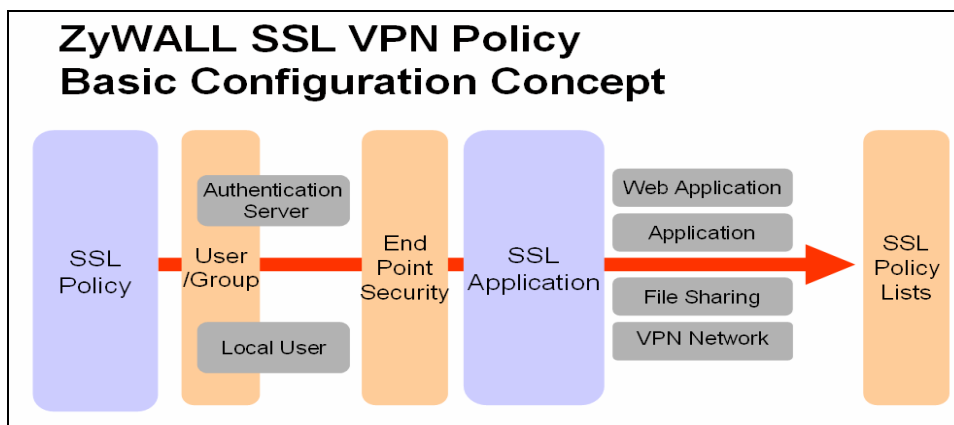 ZyWALL SSL VPN Policy
Basic Configuration Concept
SSL
Policy
User
/Group
Authentication
Server
Local User
End
Point
Security
SSL
Application
Web Application
Application
File Sharing
VPN Network
SSL
Policy
Lists